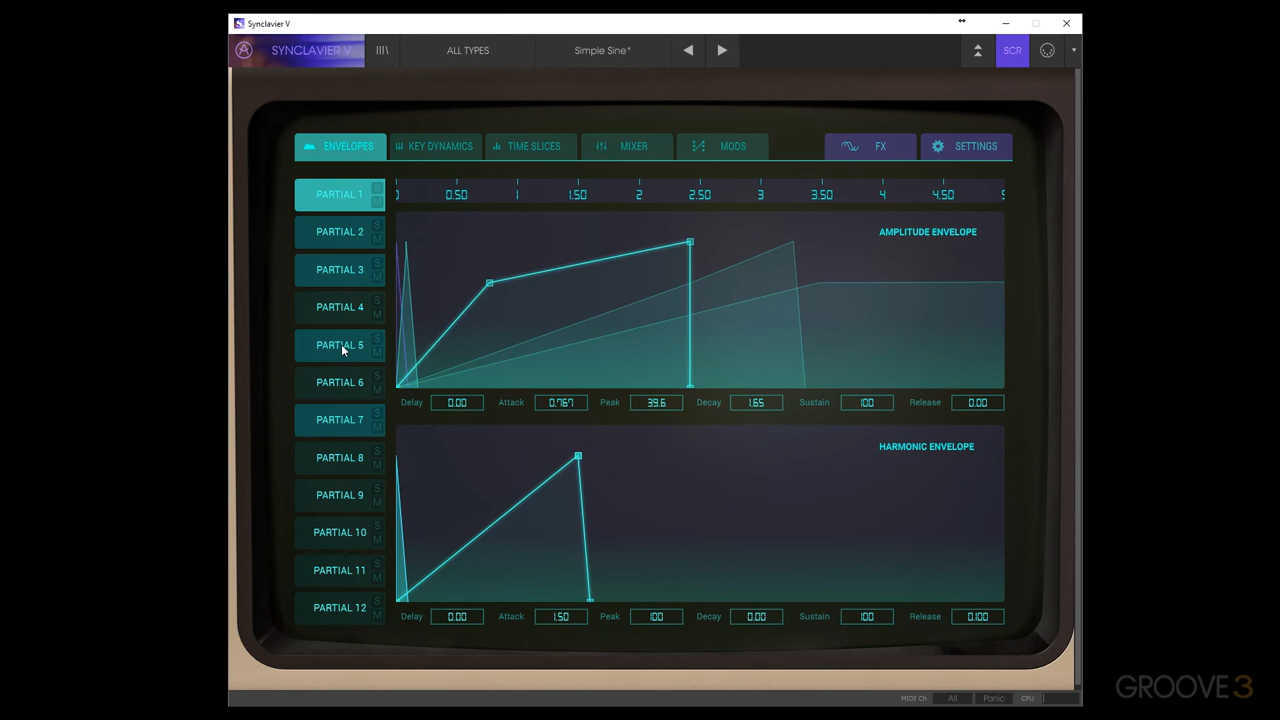 Synclavier V
SYNCLAVIER V
ALL TYPES
Simple Sine*
SCR
ENVELOPES
KEY DYNAMICS
TIME SLICES
MIXER
MODS
FX
SETTINGS
PARTIAL 1 S M
PARTIAL 2 S M
PARTIAL 3 S M
PARTIAL 4 S M
PARTIAL 5 S M
PARTIAL 6 S M
PARTIAL 7 S M
PARTIAL 8 S M
PARTIAL 9 S M
PARTIAL 10 S M
PARTIAL 11 S M
PARTIAL 12 S M
0 0.50 1 1.50 2 2.50 3 3.50 4 4.50 5
AMPLITUDE ENVELOPE
Delay 0.00 Attack 0.767 Peak 39.6 Decay 1.65 Sustain 100 Release 0.00
HARMONIC ENVELOPE
Delay 0.00 Attack 1.50 Peak 100 Decay 0.00 Sustain 100 Release 0.100
MIDI Ch All Panic CPU
GROOVE3